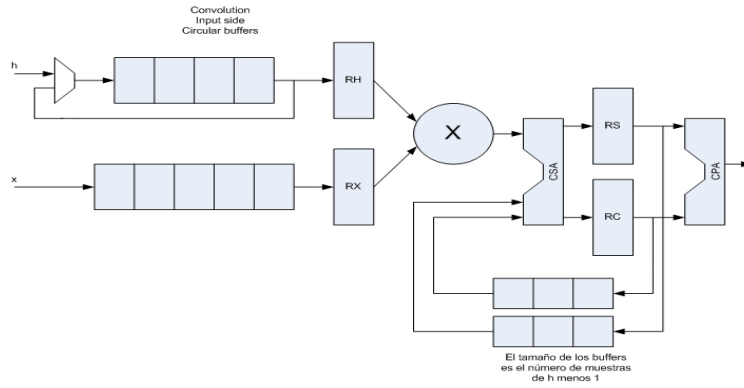 Convolution
Input side
Circular buffers
h
RH
X
CSA
RS
CPA
x
RX
RC
El tamaño de los buffers
es el número de muestras
de h menos 1